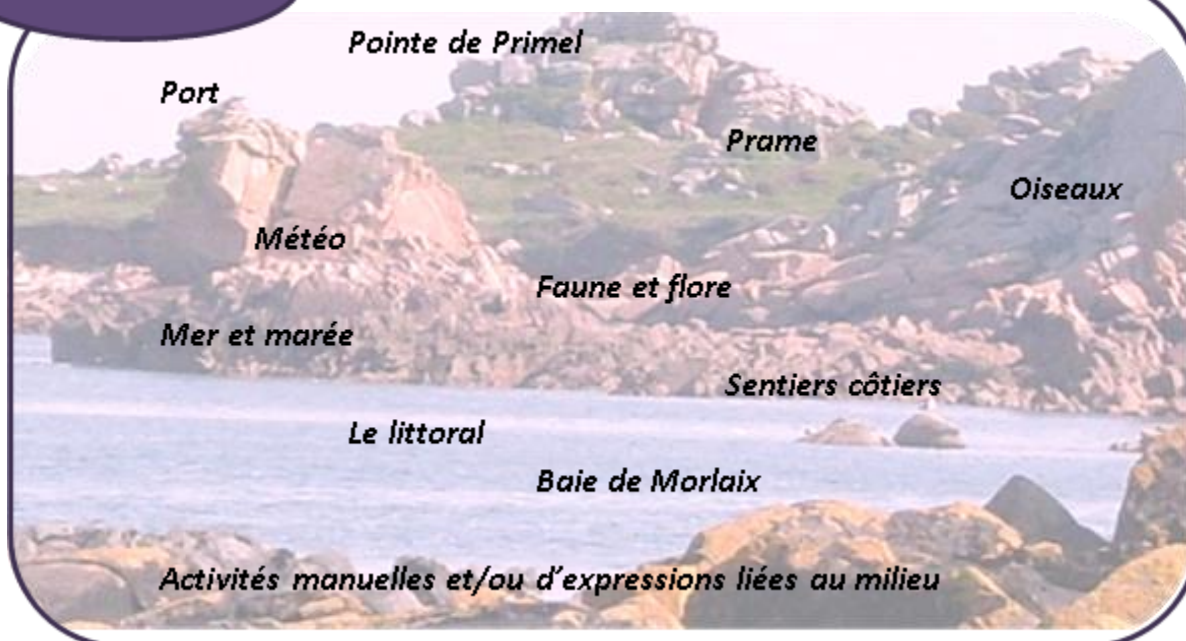 Pointe de Primel
Port
Prame
Oiseaux
Météo
Faune et flore
Mer et marée
Sentiers côtiers
Le littoral
Baie de Morlaix
Activités manuelles et/ou d'expressions liées au milieu